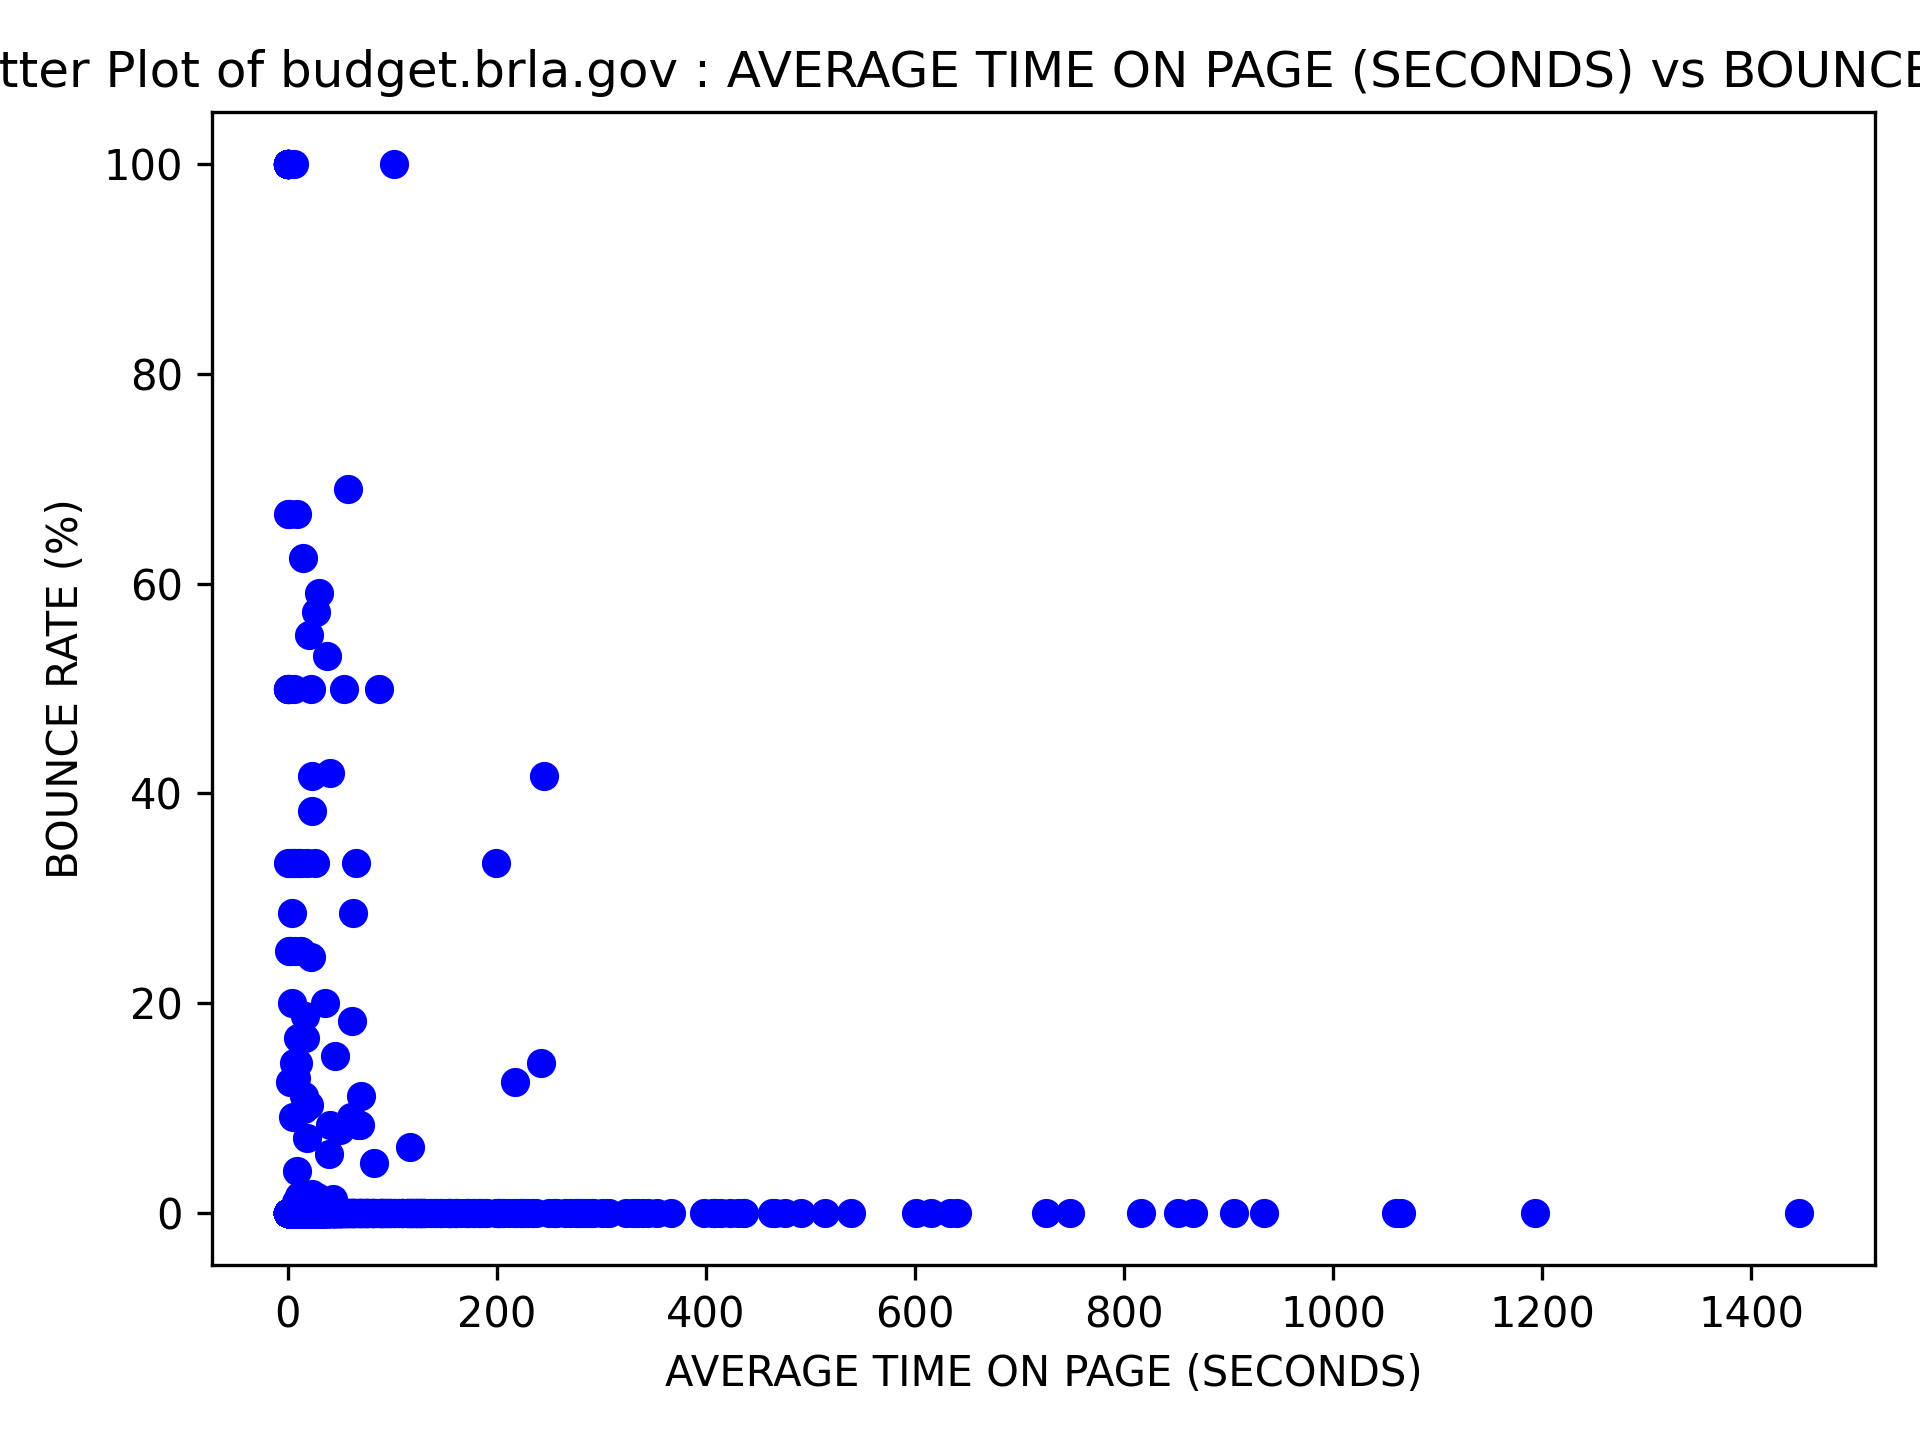 tter Plot of budget.brla.gov : AVERAGE TIME ON PAGE (SECONDS) vs BOUNCE
100
80
60
40
20
0
BOUNCE RATE (%)
0 200 400 600 800 1000 1200 1400
AVERAGE TIME ON PAGE (SECONDS)